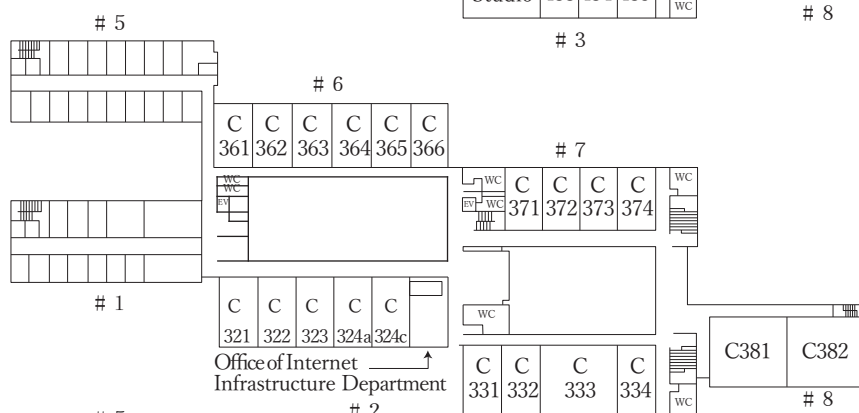 WC
# 5
# 8
# 3
# 6
C 361
C 362
C 363
C 364
C 365
C 366
# 7
WC
WC
EV
WC
EV
WC
C 371
C 372
C 373
C 374
WC
# 1
C 321
C 322
C 323
C 324a
C 324c
WC
Office of Internet
Infrastructure Department
C 331
C 332
C 333
C 334
C381
C382
WC
# 8
# 2